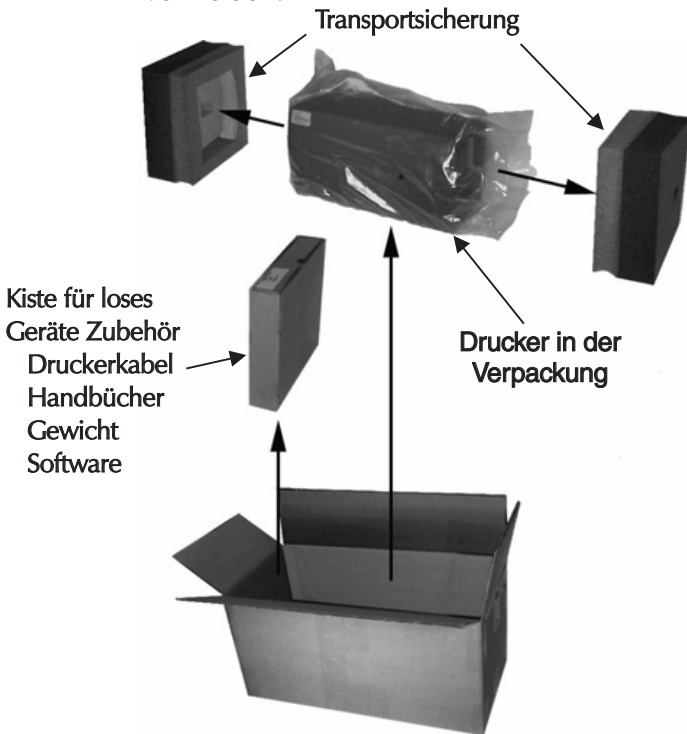 Transportsicherung
Kiste für loses
Geräte Zubehör
Druckerkabel
Handbücher
Gewicht
Software
Drucker in der
Verpackung